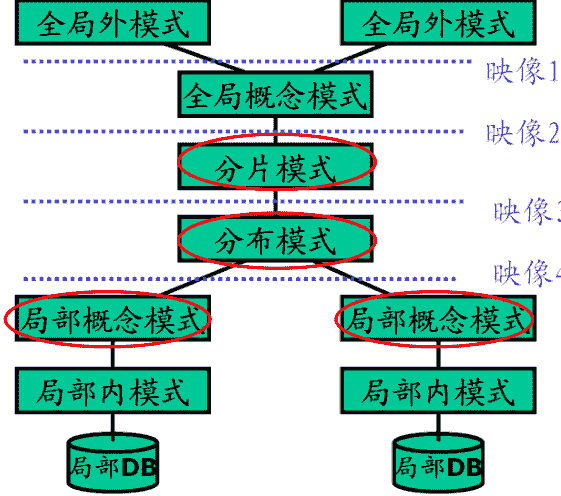 全局外模式 全局外模式
映像1
全局概念模式
映像2
分片模式
映像3
分布模式
映像4
局部概念模式 局部概念模式
局部内模式 局部内模式
局部DB 局部DB